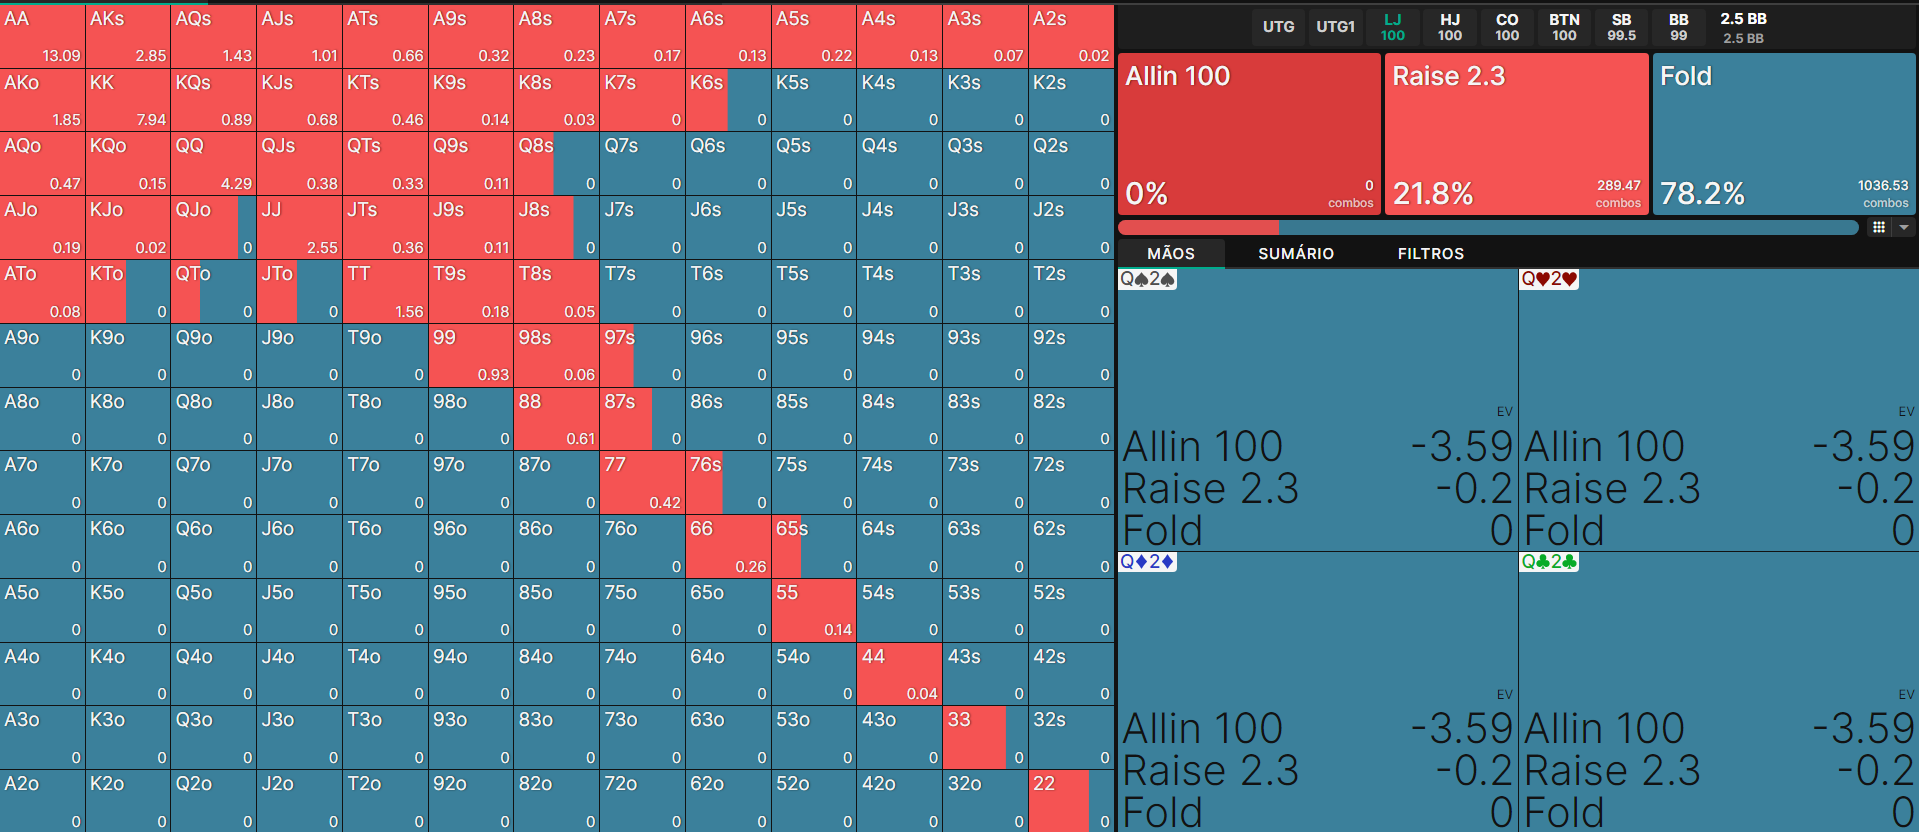 AA AKs AQs AJs ATs A9s A8s A7s A6s A5s A4s A3s A2s
13.09 2.85 1.43 1.01 0.66 0.32 0.23 0.17 0.13 0.22 0.13 0.07 0.02
AKo KK KQs KJs KTs K9s K8s K7s K6s K5s K4s K3s K2s
1.85 7.94 0.89 0.68 0.46 0.14 0.03 0 0 0 0 0 0
AQo KQo QQ QJs QTs Q9s Q8s Q7s Q6s Q5s Q4s Q3s Q2s
0.47 0.15 4.29 0.38 0.33 0.11 0 0 0 0 0 0 0
AJo KJo QJo JJ JTs J9s J8s J7s J6s J5s J4s J3s J2s
0.19 0.02 0 2.55 0.36 0.11 0 0 0 0 0 0 0
ATo KTo QTo JTo TT T9s T8s T7s T6s T5s T4s T3s T2s
0.08 0 0 0 1.56 0.18 0.05 0 0 0 0 0 0
A9o K9o Q9o J9o T9o 99 98s 97s 96s 95s 94s 93s 92s
0 0 0 0 0 0.93 0.06 0 0 0 0 0 0
A8o K8o Q8o J8o T8o 98o 88 87s 86s 85s 84s 83s 82s
0 0 0 0 0 0 0.61 0 0 0 0 0 0
A7o K7o Q7o J7o T7o 97o 87o 77 76s 75s 74s 73s 72s
0 0 0 0 0 0 0 0.42 0 0 0 0 0
A6o K6o Q6o J6o T6o 96o 86o 76o 66 65s 64s 63s 62s
0 0 0 0 0 0 0 0 0.26 0 0 0 0
A5o K5o Q5o J5o T5o 95o 85o 75o 65o 55 54s 53s 52s
0 0 0 0 0 0 0 0 0 0.14 0 0 0
A4o K4o Q4o J4o T4o 94o 84o 74o 64o 54o 44 43s 42s
0 0 0 0 0 0 0 0 0 0 0.04 0 0
A3o K3o Q3o J3o T3o 93o 83o 73o 63o 53o 43o 33 32s
0 0 0 0 0 0 0 0 0 0 0 0 0
A2o K2o Q2o J2o T2o 92o 82o 72o 62o 52o 42o 32o 22
0 0 0 0 0 0 0 0 0 0 0 0 0
UTG UTG1 LJ HJ CO BTN SB BB 2.5 BB
100 100 100 100 99.5 99 2.5 BB
Allin 100 Raise 2.3 Fold
0 289.47 1036.53
0% combos 21.8% combos 78.2% combos
MÃOS SUMÁRIO FILTROS
Q♠2♠ Q♥2♥
EV EV
Allin 100 -3.59 Allin 100 -3.59
Raise 2.3 -0.2 Raise 2.3 -0.2
Fold 0 Fold 0
Q♦2♦ Q♣2♣
EV EV
Allin 100 -3.59 Allin 100 -3.59
Raise 2.3 -0.2 Raise 2.3 -0.2
Fold 0 Fold 0